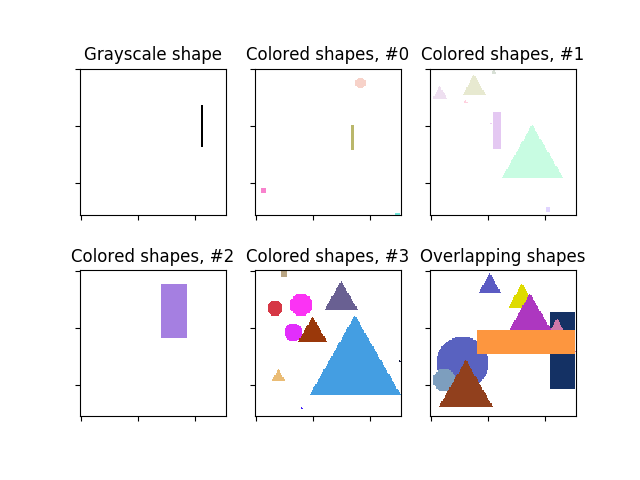 Grayscale shape
Colored shapes, #0
Colored shapes, #1
Colored shapes, #2
Colored shapes, #3
Overlapping shapes